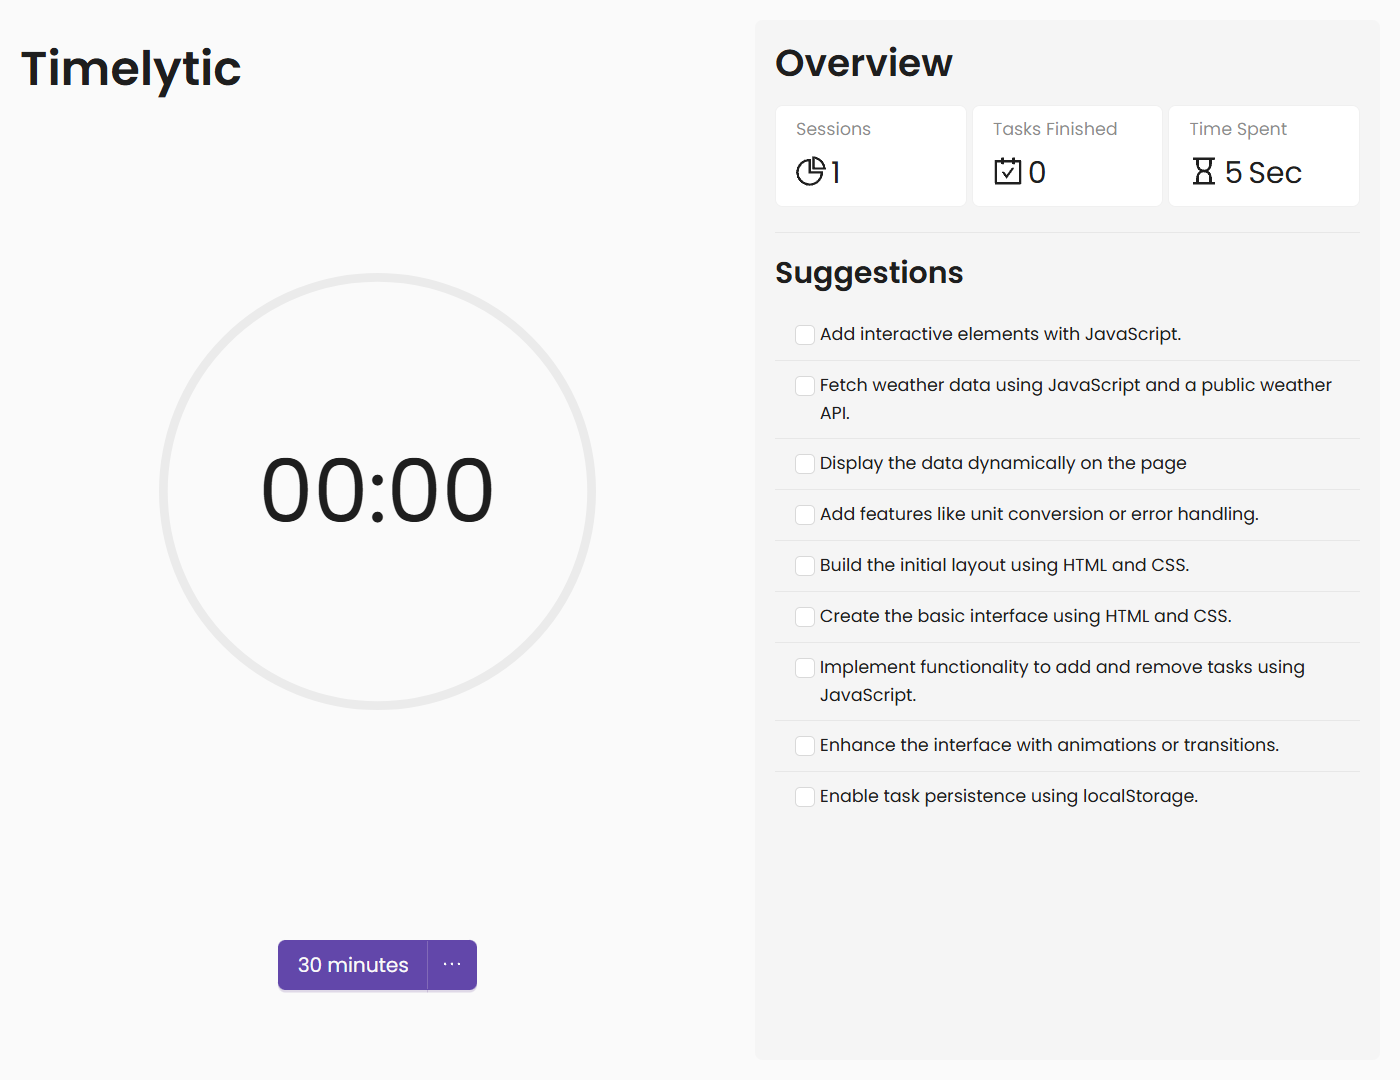 Timelytic
00:00
30 minutes
...
Overview
Sessions
1
Tasks Finished
0
Time Spent
5 Sec
Suggestions
Add interactive elements with JavaScript.
Fetch weather data using JavaScript and a public weather
API.
Display the data dynamically on the page
Add features like unit conversion or error handling.
Build the initial layout using HTML and CSS.
Create the basic interface using HTML and CSS.
Implement functionality to add and remove tasks using
JavaScript.
Enhance the interface with animations or transitions.
Enable task persistence using localStorage.